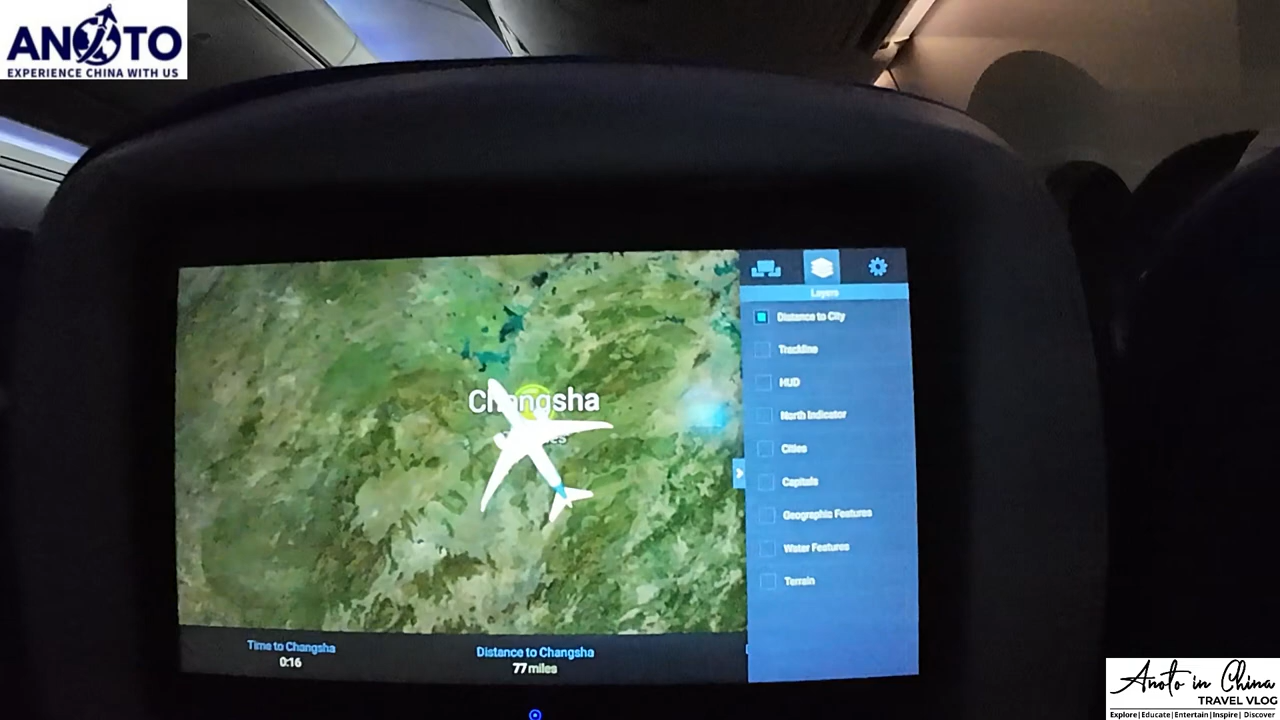 ANOTO
EXPERIENCE CHINA WITH US
Layers
Distance to City
Trackline
HUD
North Indicator
Cities
Capitals
Geographic Features
Water Features
Terrain
Changsha
Time to Changsha
0:16
Distance to Changsha
77 miles
Anoto in China
TRAVEL VLOG
Explore|Educate|Entertain|Inspire| Discover